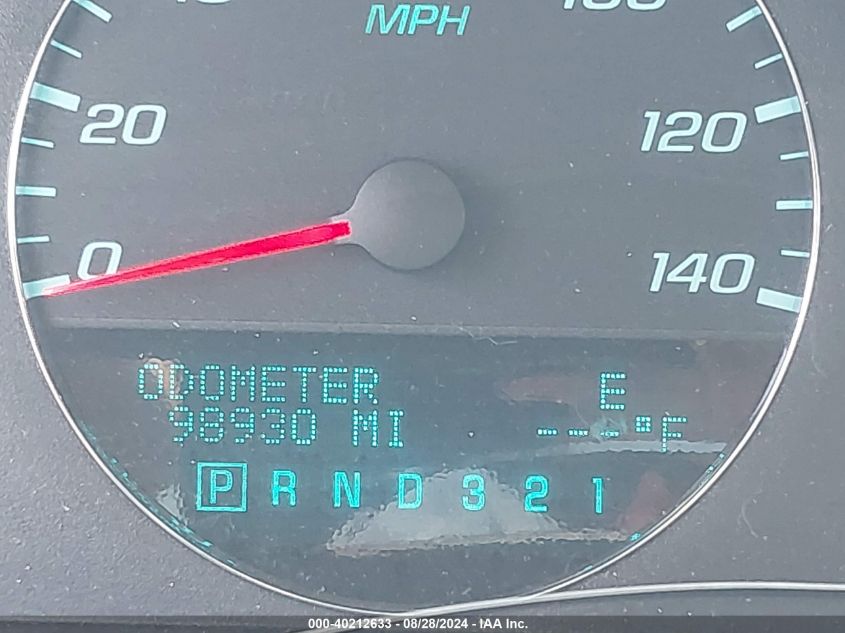 MPH
20
120
0
140
ODOMETER E
98930 MI ---°F
P R N D 3 2 1
000-40212633 - 08/28/2024 - IAA Inc.